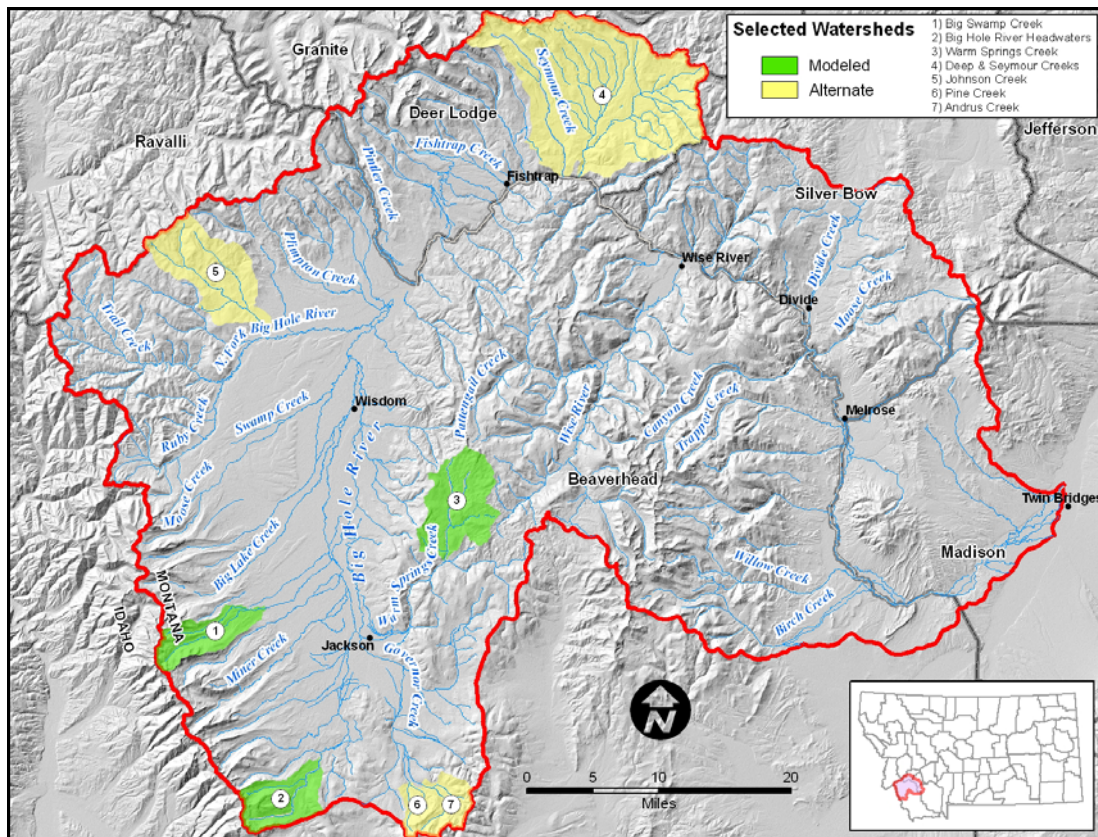 Selected Watersheds
Modeled
Alternate
1) Big Swamp Creek
2) Big Hole River Headwaters
3) Warm Springs Creek
4) Deep & Seymour Creeks
5) Johnson Creek
6) Pine Creek
7) Andrus Creek
Granite
Ravalli
Deer Lodge
Seymour Creek
4
Jefferson
Fishtrap Creek
Pintler Creek
Fishtrap
Silver Bow
Plimpton Creek
5
Wise River
Divide Creek
Divide
Moose Creek
Trail Creek
N. Fork Big Hole River
Pattengail Creek
Wisdom
Swamp Creek
Ruby Creek
Wise River
Canyon Creek
Trapper Creek
Melrose
Moose Creek
Big Hole River
3
Beaverhead
Twin Bridges
Big Lake Creek
Warm Springs Creek
Madison
Willow Creek
Birch Creek
MONTANA
IDAHO
1
Miner Creek
Jackson
Governor Creek
N
2
6
7
0 5 10 20
Miles